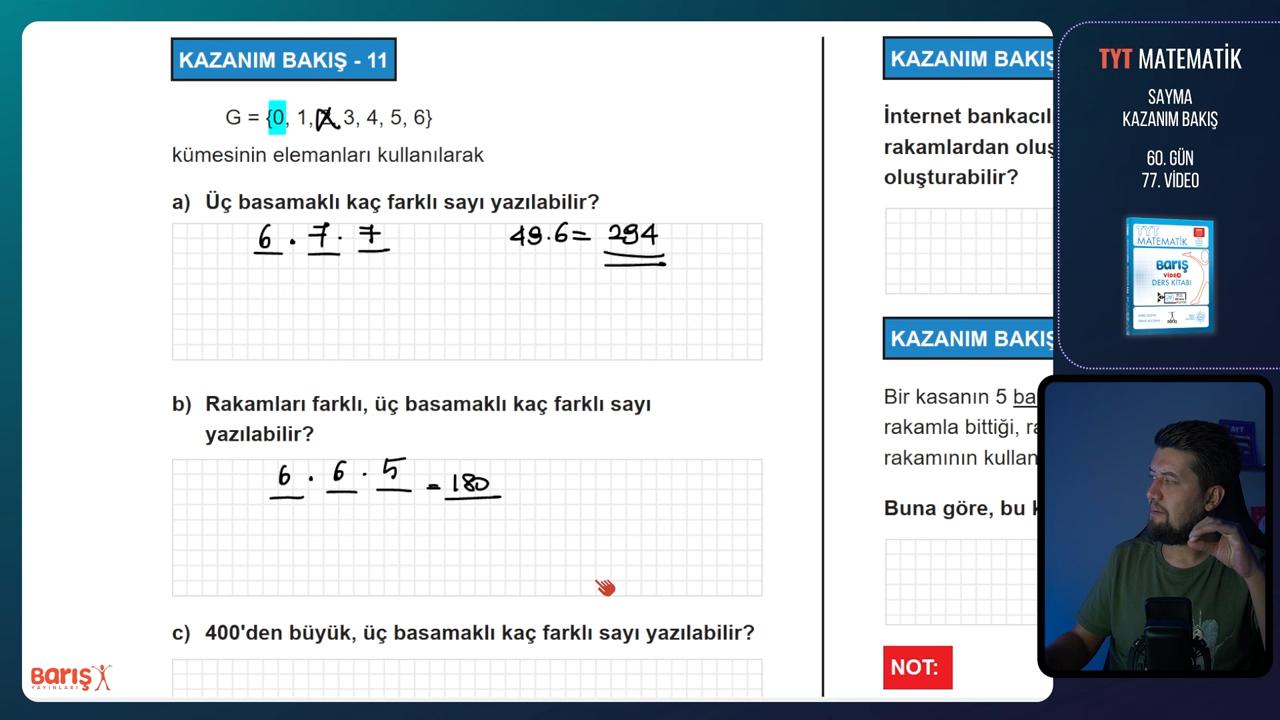 KAZANIM BAKIŞ - 11
G = {0, 1, 2, 3, 4, 5, 6}
kümesinin elemanları kullanılarak
a) Üç basamaklı kaç farklı sayı yazılabilir?
6 . 7 . 7 49.6= 294
b) Rakamları farklı, üç basamaklı kaç farklı sayı
yazılabilir?
6 . 6 . 5 = 180
c) 400'den büyük, üç basamaklı kaç farklı sayı yazılabilir?
BARIŞ
YAYINLARI
KAZANIM BAKIŞ
İnternet bankacıl
rakamlardan oluş
oluşturabilir?
KAZANIM BAKIŞ
Bir kasanın 5 ba
rakamla bittiği, ra
rakamının kullan
Buna göre, bu k
NOT:
TYT MATEMATİK
SAYMA
KAZANIM BAKIŞ
60. GÜN
77. VİDEO
TYT
MATEMATİK
BARIŞ
VİDEO
DERS KİTABI